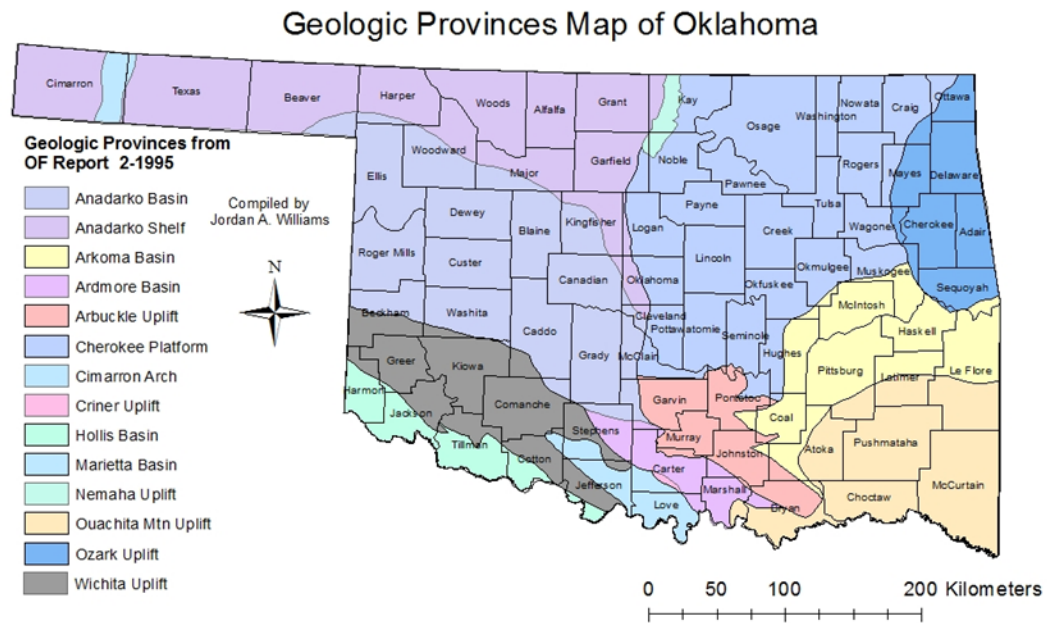 Geologic Provinces Map of Oklahoma
Cimarron
Texas
Beaver
Harper
Woods
Alfalfa
Grant
Kay
Osage
Washington
Nowata
Craig
Ottawa
Woodward
Major
Garfield
Noble
Pawnee
Rogers
Mayes
Delaware
Ellis
Dewey
Blaine
Kingfisher
Logan
Payne
Creek
Tulsa
Wagoner
Cherokee
Adair
Roger Mills
Custer
Canadian
Oklahoma
Lincoln
Okfuskee
Okmulgee
Muskogee
Sequoyah
Beckham
Washita
Caddo
Grady
McClain
Cleveland
Pottawatomie
Seminole
Hughes
McIntosh
Haskell
Pittsburg
Latimer
Le Flore
Greer
Kiowa
Comanche
Harmon
Jackson
Tillman
Cotton
Stephens
Jefferson
Garvin
Pontotoc
Coal
Murray
Johnston
Atoka
Pushmataha
McCurtain
Carter
Marshall
Love
Bryan
Choctaw
Geologic Provinces from
OF Report 2-1995
Anadarko Basin
Anadarko Shelf
Arkoma Basin
Ardmore Basin
Arbuckle Uplift
Cherokee Platform
Cimarron Arch
Criner Uplift
Hollis Basin
Marietta Basin
Nemaha Uplift
Ouachita Mtn Uplift
Ozark Uplift
Wichita Uplift
Compiled by
Jordan A. Williams
N
0 50 100 200 Kilometers